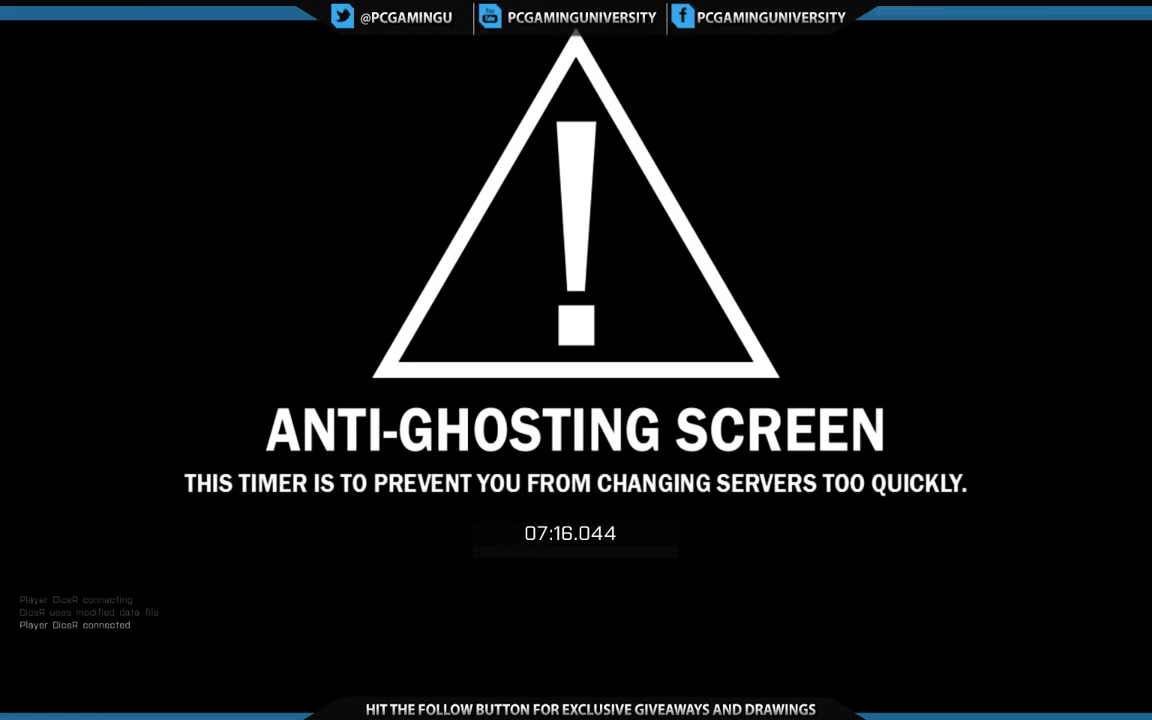 @PCGAMINGU PCGAMINGUNIVERSITY PCGAMINGUNIVERSITY
ANTI-GHOSTING SCREEN
THIS TIMER IS TO PREVENT YOU FROM CHANGING SERVERS TOO QUICKLY.
07:16.044
Player DiceR connecting
DiceR uses modified data file
Player DiceR connected
HIT THE FOLLOW BUTTON FOR EXCLUSIVE GIVEAWAYS AND DRAWINGS